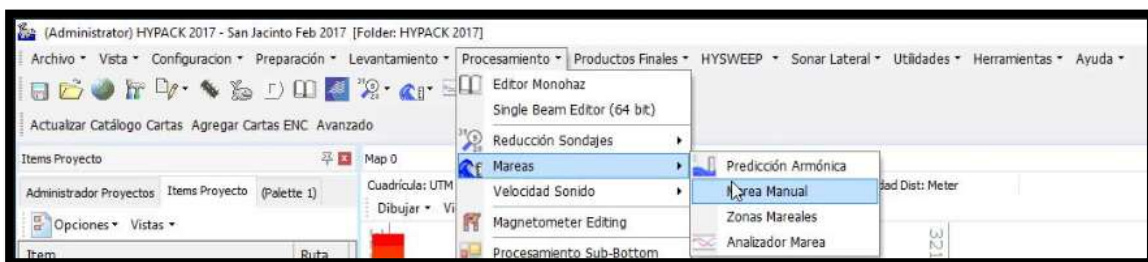 (Administrator) HYPACK 2017 - San Jacinto Feb 2017 [Folder: HYPACK 2017]
Archivo Vista Configuracion Preparación Levantamiento Procesamiento Productos Finales HYSWEEP Sonar Lateral Utilidades Herramientas Ayuda
Editor Monohaz
Single Beam Editor (64 bit)
Actualizar Catálogo Cartas Agregar Cartas ENC Avanzado
Reducción Sondajes
Items Proyecto
Map 0
Mareas
Predicción Armónica
Administrador Proyectos Items Proyecto (Palette 1)
Cuadrícula: UTM
Velocidad Sonido
Marea Manual
dad Dist: Meter
Opciones Vistas
Dibujar Vi
Magnetometer Editing
Zonas Mareales
Item Ruta
Procesamiento Sub-Bottom
Analizador Marea
321